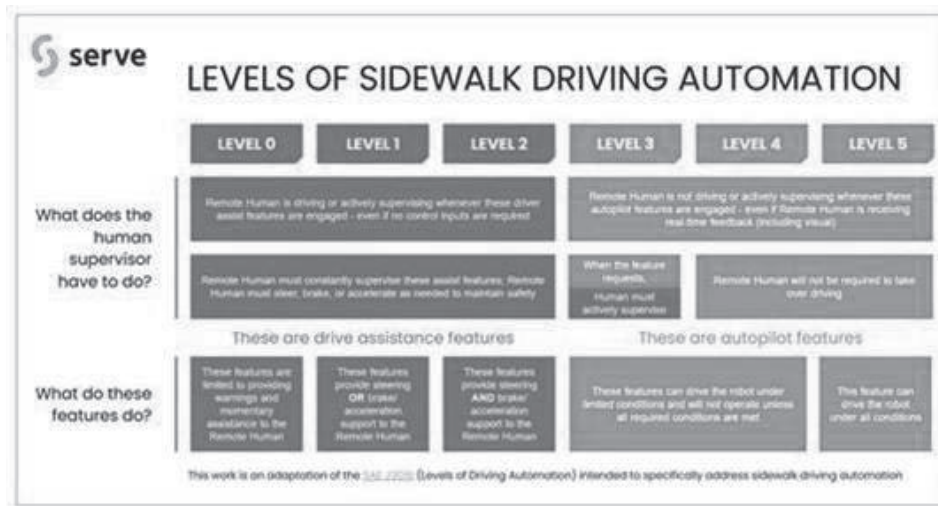 serve
LEVELS OF SIDEWALK DRIVING AUTOMATION
LEVEL 0
LEVEL 1
LEVEL 2
LEVEL 3
LEVEL 4
LEVEL 5
What does the
human
supervisor
have to do?
Remote Human is driving or actively supervising whenever these driver
assist features are engaged - even if no control inputs are required
Remote Human is not driving or actively supervising whenever these
autopilot features are engaged - even if Remote Human is receiving
real-time feedback (including visual)
Remote Human must constantly supervise these assist features; Remote
Human must steer, brake, or accelerate as needed to maintain safety
When the feature
requests,
Human must
actively supervise
Remote Human will not be required to take
over driving
These are drive assistance features
These are autopilot features
What do these
features do?
These features are
limited to providing
warnings and
momentary
assistance to the
Remote Human
These features
provide steering
OR brake/
acceleration
support to the
Remote Human
These features
provide steering
AND brake/
acceleration
support to the
Remote Human
These features can drive the robot under
limited conditions and will not operate unless
all required conditions are met
This feature can
drive the robot
under all conditions
This work is an adaptation of the SAE (Levels of Driving Automation) intended to specifically address sidewalk driving automation